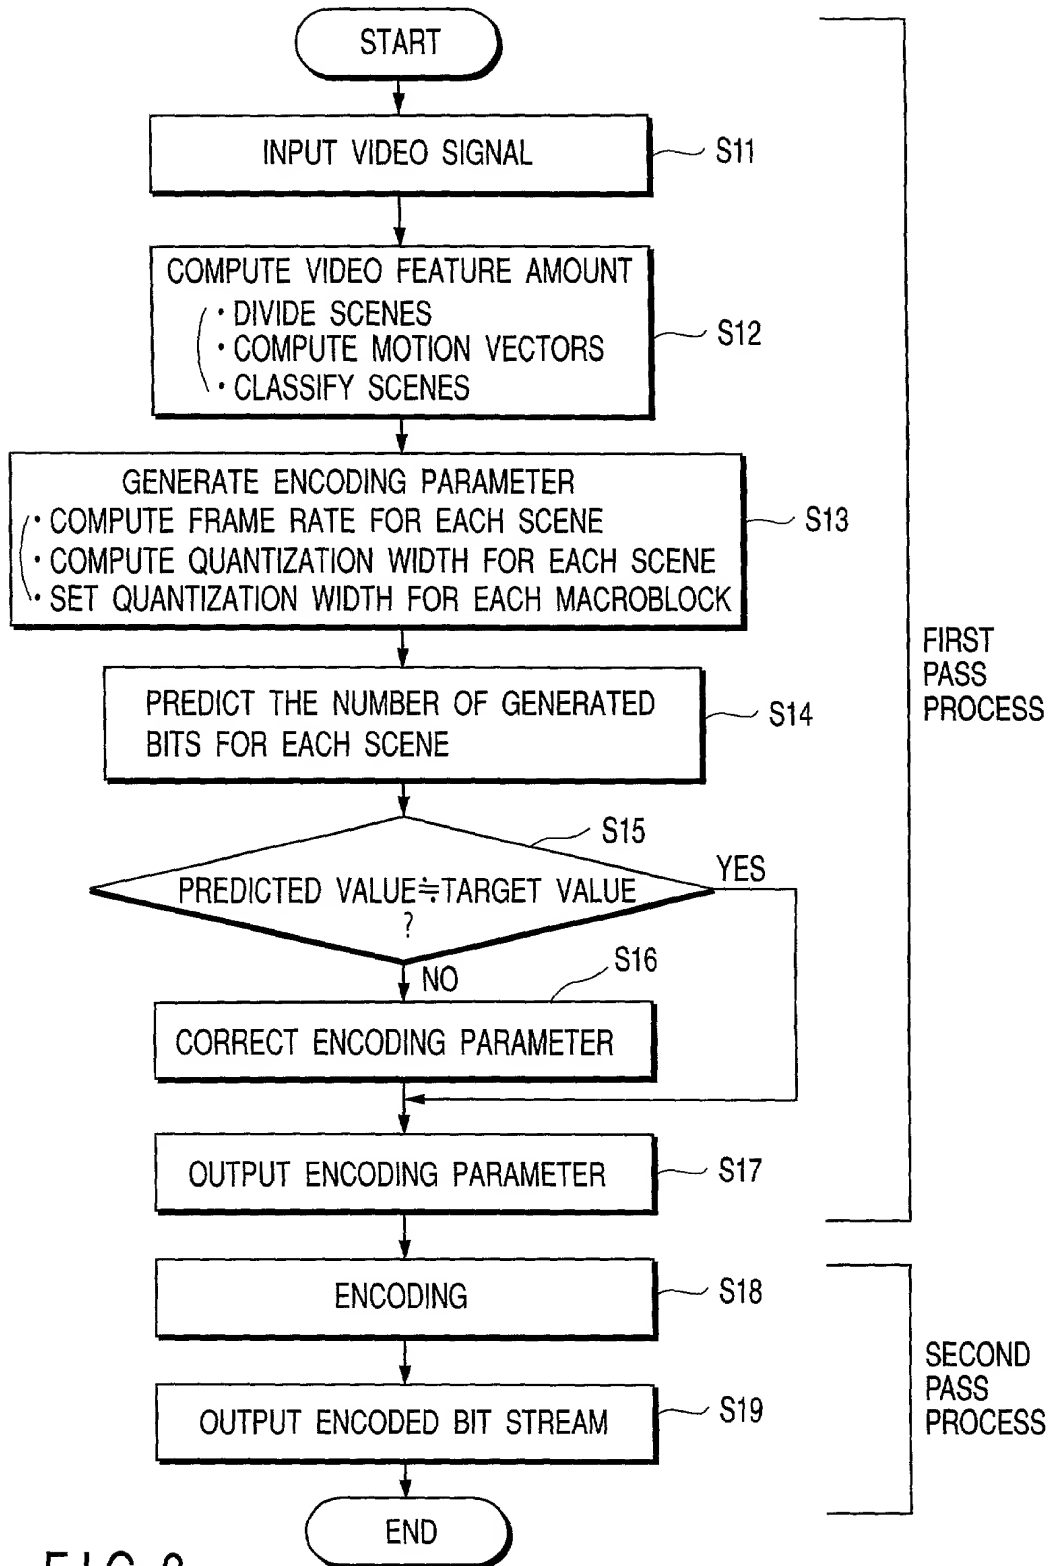 START
INPUT VIDEO SIGNAL
S11
COMPUTE VIDEO FEATURE AMOUNT
・DIVIDE SCENES
・COMPUTE MOTION VECTORS
・CLASSIFY SCENES
S12
GENERATE ENCODING PARAMETER
・COMPUTE FRAME RATE FOR EACH SCENE
・COMPUTE QUANTIZATION WIDTH FOR EACH SCENE
・SET QUANTIZATION WIDTH FOR EACH MACROBLOCK
S13
PREDICT THE NUMBER OF GENERATED
BITS FOR EACH SCENE
S14
S15
PREDICTED VALUE≒TARGET VALUE
?
YES
NO
S16
CORRECT ENCODING PARAMETER
OUTPUT ENCODING PARAMETER
S17
FIRST
PASS
PROCESS
ENCODING
S18
OUTPUT ENCODED BIT STREAM
S19
SECOND
PASS
PROCESS
END